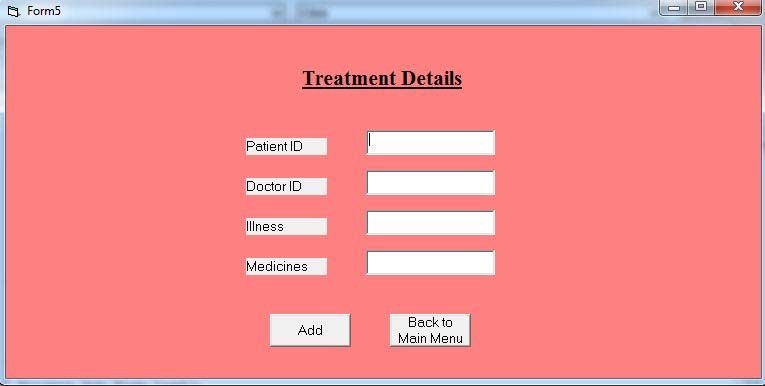 Form5
Treatment Details
Patient ID
Doctor ID
Illness
Medicines
Add
Back to
Main Menu